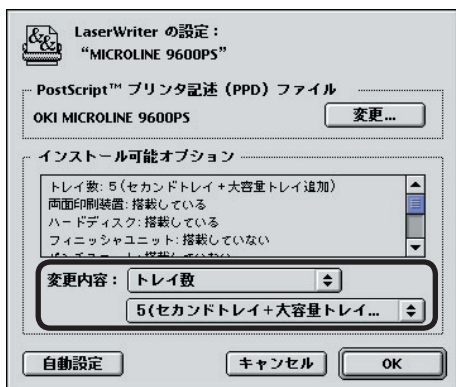 LaserWriter の設定：
“MICROLINE 9600PS”
PostScript™ プリンタ記述（PPD）ファイル
OKI MICROLINE 9600PS
変更...
インストール可能オプション
トレイ数: 5(セカンドトレイ+大容量トレイ追加)
両面印刷装置: 搭載している
ハードディスク: 搭載している
フィニッシャユニット: 搭載していない
変更内容： トレイ数
5(セカンドトレイ+大容量トレイ...
自動設定 キャンセル OK